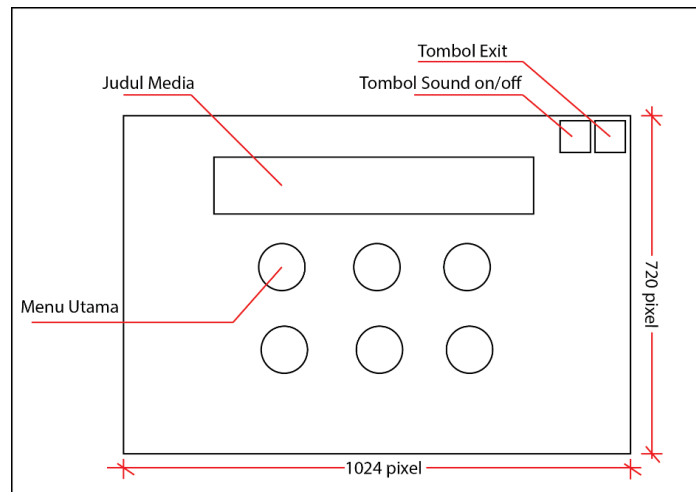 Tombol Exit
Judul Media
Tombol Sound on/off
Menu Utama
720 pixel
1024 pixel